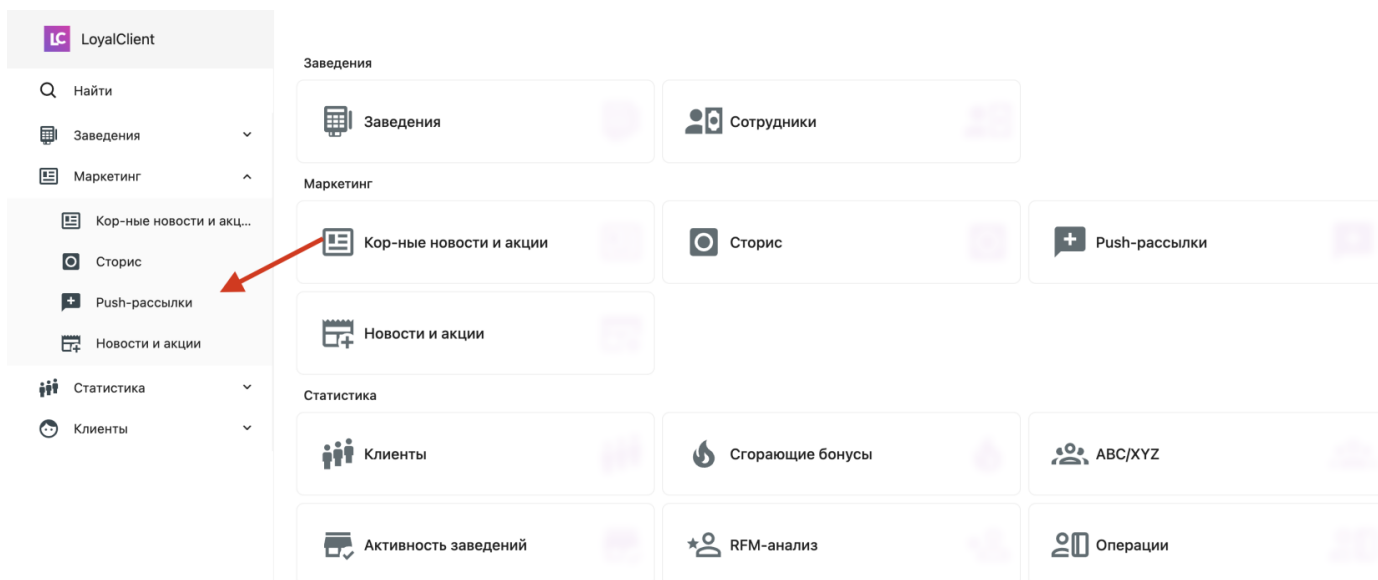 LC LoyalClient
Найти
Заведения
Маркетинг
Кор-ные новости и акц...
Сторис
Push-рассылки
Новости и акции
Статистика
Клиенты
Заведения
Заведения
Сотрудники
Маркетинг
Кор-ные новости и акции
Сторис
Push-рассылки
Новости и акции
Статистика
Клиенты
Сгорающие бонусы
ABC/XYZ
Активность заведений
RFM-анализ
Операции